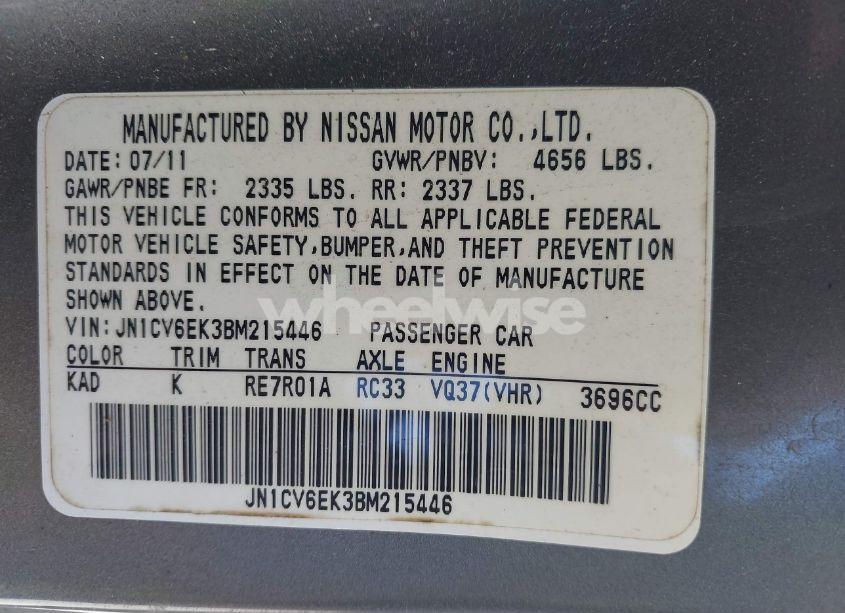 MANUFACTURED BY NISSAN MOTOR CO.,LTD.
DATE: 07/11 GVWR/PNBV: 4656 LBS.
GAWR/PNBE FR: 2335 LBS. RR: 2337 LBS.
THIS VEHICLE CONFORMS TO ALL APPLICABLE FEDERAL
MOTOR VEHICLE SAFETY,BUMPER,AND THEFT PREVENTION
STANDARDS IN EFFECT ON THE DATE OF MANUFACTURE
SHOWN ABOVE.
wheelwise
VIN: JN1CV6EK3BM215446 PASSENGER CAR
COLOR TRIM TRANS AXLE ENGINE
KAD K RE7R01A RC33 VQ37(VHR) 3696CC
JN1CV6EK3BM215446